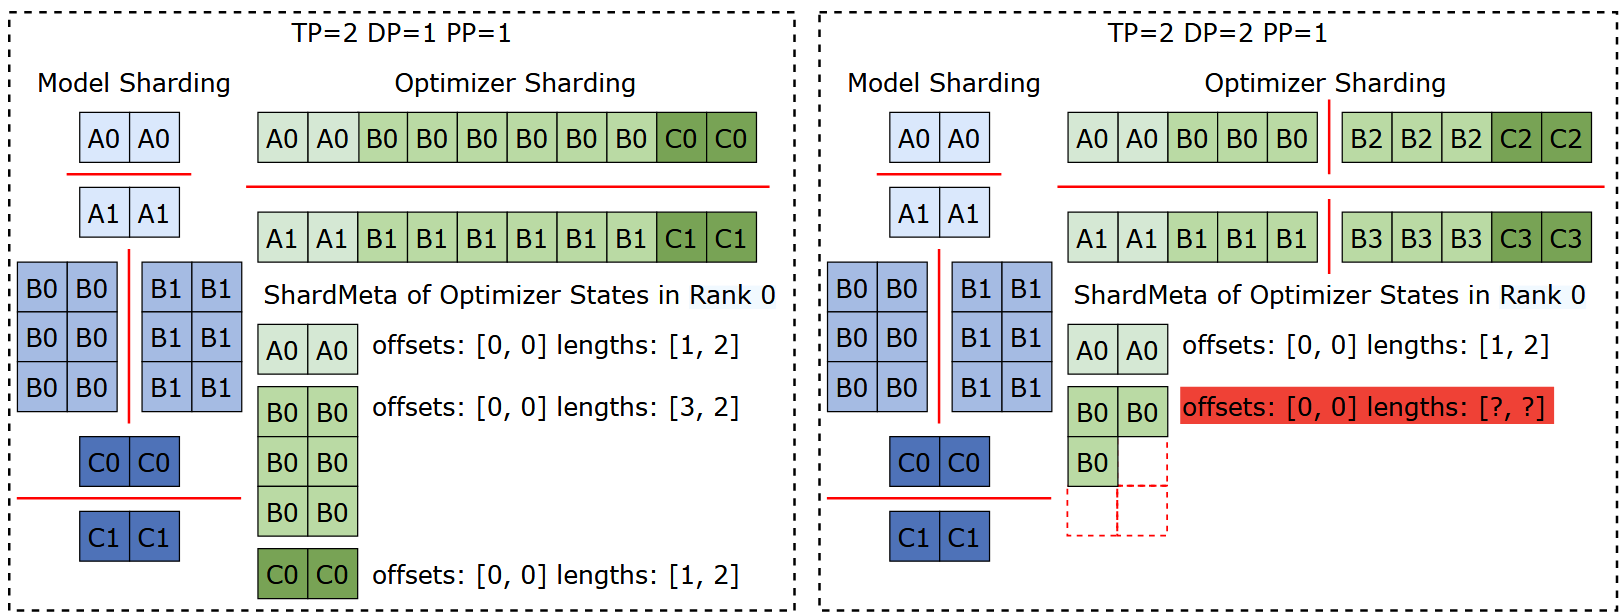 TP=2 DP=1 PP=1
Model Sharding
Optimizer Sharding
A0 A0
A1 A1
B0 B0 B1 B1
B0 B0 B1 B1
B0 B0 B1 B1
C0 C0
C1 C1
A0 A0 B0 B0 B0 B0 B0 B0 C0 C0
A1 A1 B1 B1 B1 B1 B1 B1 C1 C1
ShardMeta of Optimizer States in Rank 0
A0 A0 offsets: [0, 0] lengths: [1, 2]
B0 B0 offsets: [0, 0] lengths: [3, 2]
B0 B0
B0 B0
C0 C0 offsets: [0, 0] lengths: [1, 2]
TP=2 DP=2 PP=1
Model Sharding
Optimizer Sharding
A0 A0
A1 A1
B0 B0 B1 B1
B0 B0 B1 B1
B0 B0 B1 B1
C0 C0
C1 C1
A0 A0 B0 B0 B0 B2 B2 B2 C2 C2
A1 A1 B1 B1 B1 B3 B3 B3 C3 C3
ShardMeta of Optimizer States in Rank 0
A0 A0 offsets: [0, 0] lengths: [1, 2]
B0 B0 offsets: [0, 0] lengths: [?, ?]
B0